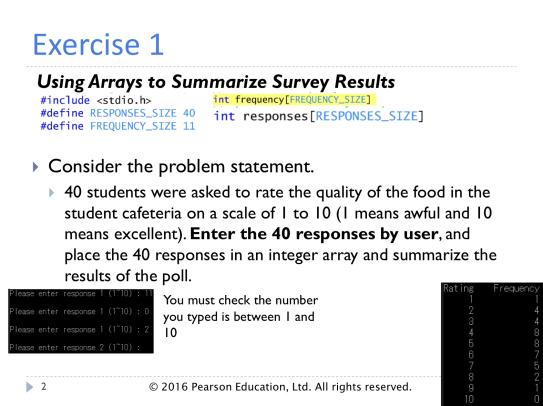 Exercise 1
Using Arrays to Summarize Survey Results
#include <stdio.h>
#define RESPONSES_SIZE 40
#define FREQUENCY_SIZE 11
int frequency[FREQUENCY_SIZE]
int responses[RESPONSES_SIZE]
Consider the problem statement.
40 students were asked to rate the quality of the food in the
student cafeteria on a scale of 1 to 10 (1 means awful and 10
means excellent). Enter the 40 responses by user, and
place the 40 responses in an integer array and summarize the
results of the poll.
Please enter response 1 (1~10) : 11
Please enter response 1 (1~10) : 0
Please enter response 1 (1~10) : 2
Please enter response 2 (1~10) :
You must check the number
you typed is between 1 and
10
Rating Frequency
1 1
2 4
3 4
4 8
5 8
6 7
7 5
8 2
9 1
10 0
2
© 2016 Pearson Education, Ltd. All rights reserved.